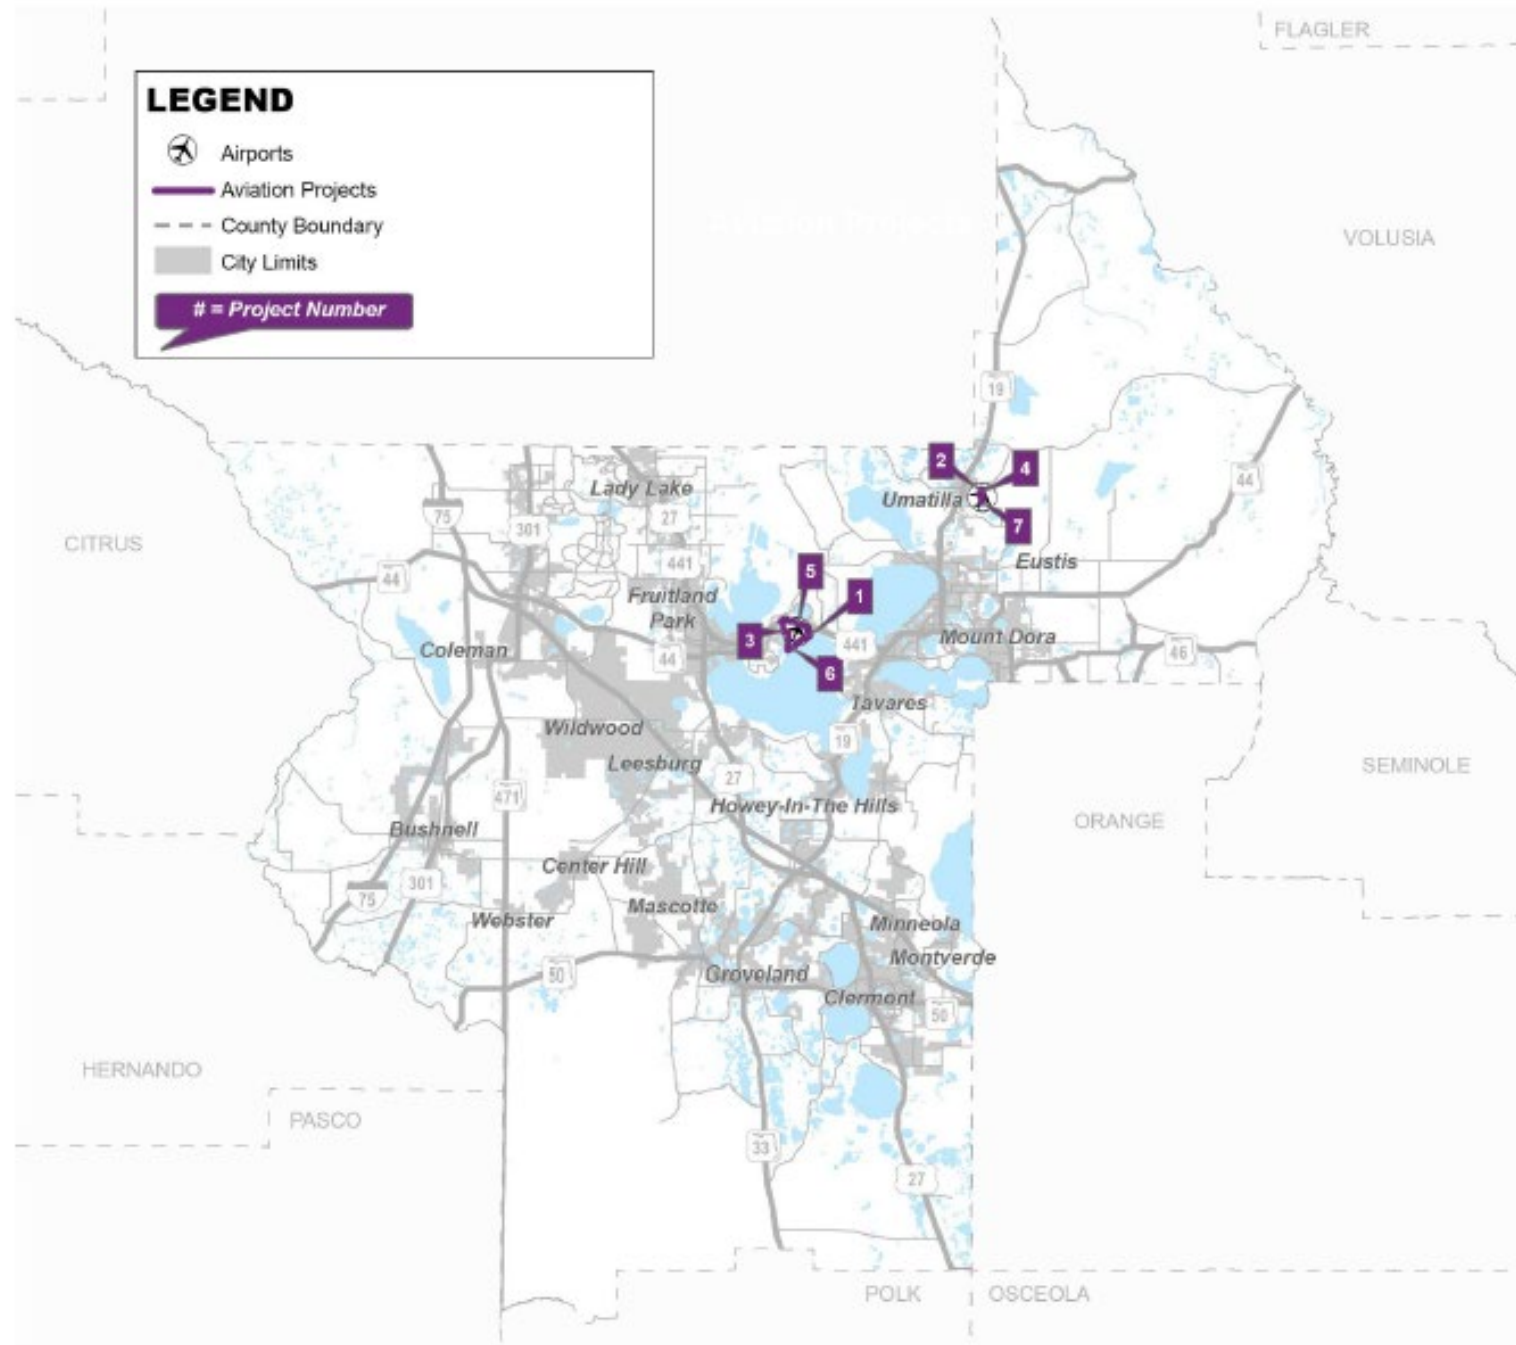 FLAGLER
LEGEND
Airports
Aviation Projects
County Boundary
City Limits
# = Project Number
Aviation Projects
VOLUSIA
19
2
4
Umatilla
7
44
Lady Lake
27
75
301
CITRUS
441
Eustis
5
44
1
Fruitland
Park
3
441
Mount Dora
Coleman
44
46
6
Tavares
Wildwood
19
Leesburg
27
SEMINOLE
471
Howey-In-The Hills
ORANGE
Bushnell
Center Hill
301
75
Mascotte
Webster
Minneola
Montverde
50
Groveland
Clermont
50
HERNANDO
PASCO
33
27
POLK
OSCEOLA